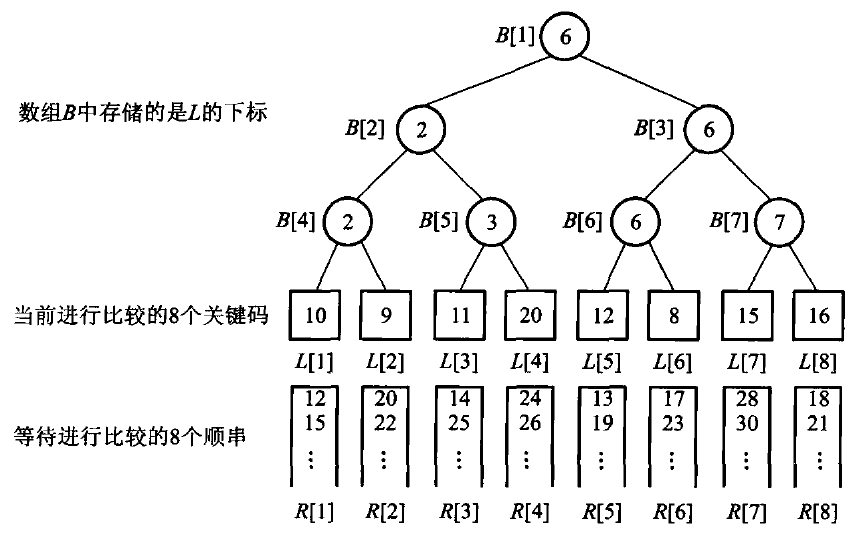 B[1] 6
数组B中存储的是L的下标
B[2] 2 B[3] 6
B[4] 2 B[5] 3 B[6] 6 B[7] 7
当前进行比较的8个关键码 10 9 11 20 12 8 15 16
L[1] L[2] L[3] L[4] L[5] L[6] L[7] L[8]
12 20 14 24 13 17 28 18
等待进行比较的8个顺串 15 22 25 26 19 23 30 21
⋮ ⋮ ⋮ ⋮ ⋮ ⋮ ⋮ ⋮
R[1] R[2] R[3] R[4] R[5] R[6] R[7] R[8]